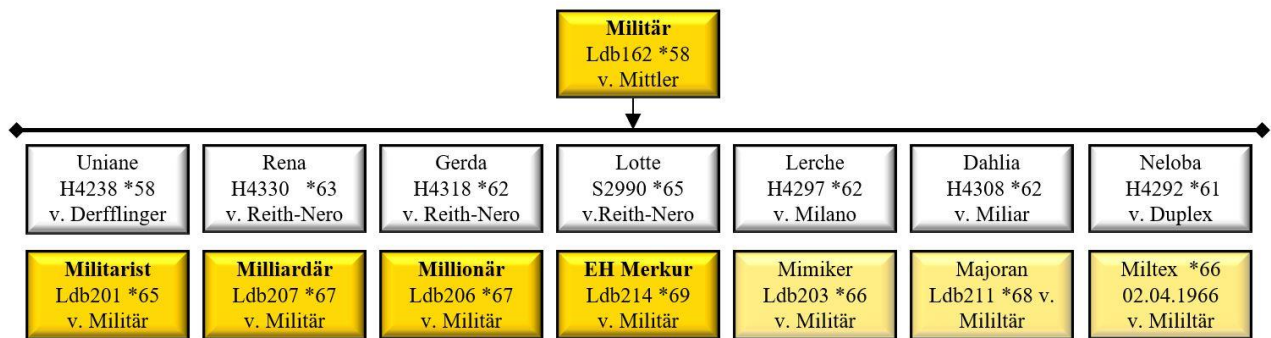 Militär
Ldb162 *58
v. Mittler
Uniane
H4238 *58
v. Derfflinger
Rena
H4330 *63
v. Reith-Nero
Gerda
H4318 *62
v. Reith-Nero
Lotte
S2990 *65
v.Reith-Nero
Lerche
H4297 *62
v. Milano
Dahlia
H4308 *62
v. Miliar
Neloba
H4292 *61
v. Duplex
Militarist
Ldb201 *65
v. Militär
Milliardär
Ldb207 *67
v. Militär
Millionär
Ldb206 *67
v. Militär
EH Merkur
Ldb214 *69
v. Militär
Mimiker
Ldb203 *66
v. Militär
Majoran
Ldb211 *68 v.
Mililtär
Miltex *66
02.04.1966
v. Mililtär